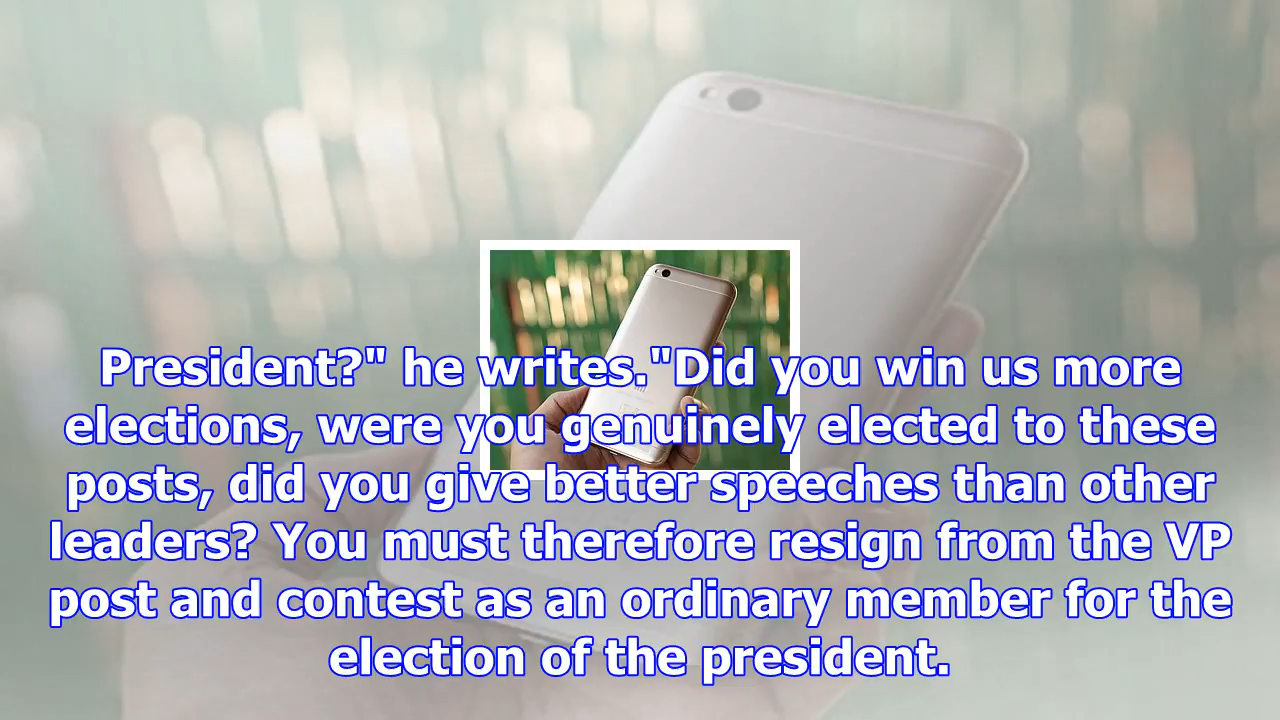 President?" he writes."Did you win us more
elections, were you genuinely elected to these
posts, did you give better speeches than other
leaders? You must therefore resign from the VP
post and contest as an ordinary member for the
election of the president.